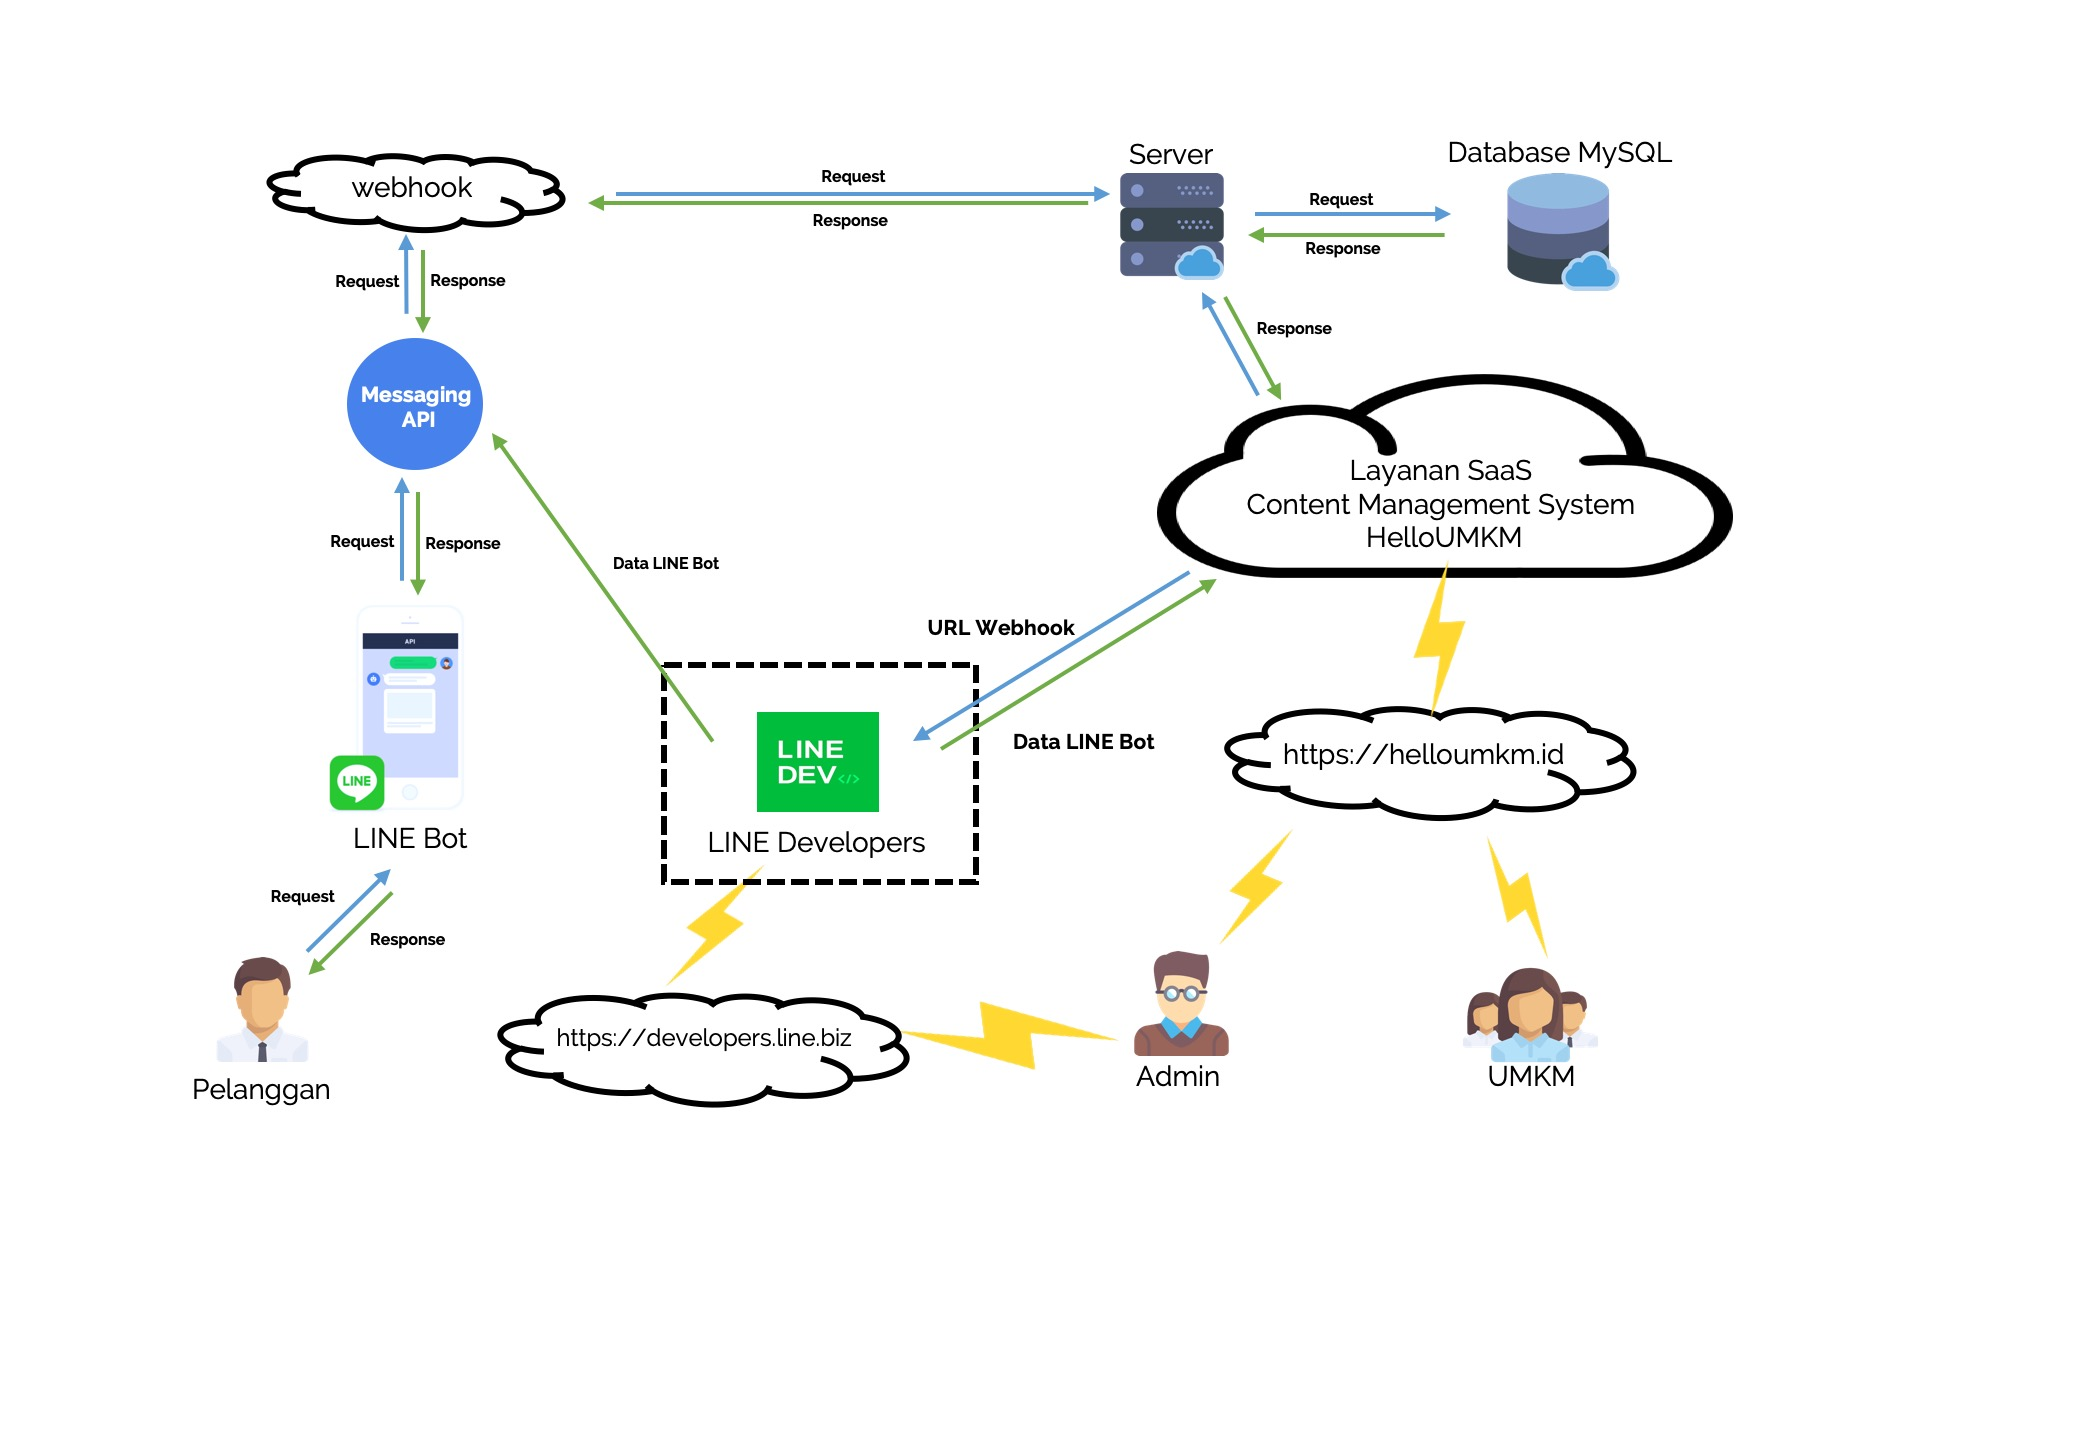 Server
Database MySQL
webhook
Request
Response
Request
Response
Request
Response
Response
Messaging
API
Layanan SaaS
Content Management System
HelloUMKM
Request
Response
Data LINE Bot
URL Webhook
API
LINE
LINE Bot
LINE
DEV</>
LINE Developers
Data LINE Bot
https://helloumkm.id
Request
Response
Pelanggan
https://developers.line.biz
Admin
UMKM